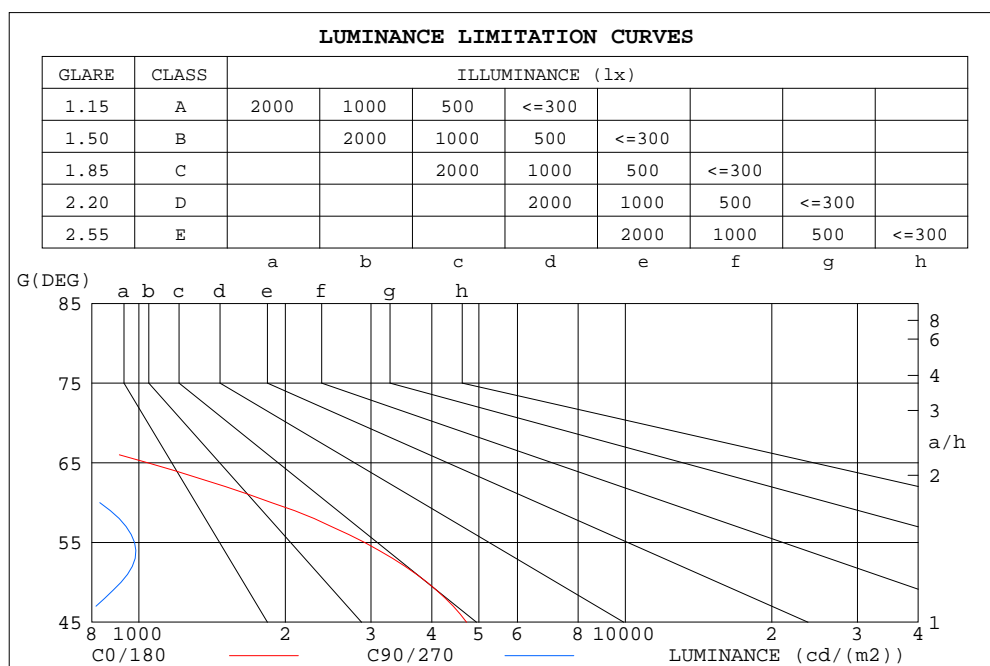 LUMINANCE LIMITATION CURVES
GLARE CLASS ILLUMINANCE (lx)
1.15 A 2000 1000 500 <=300
1.50 B 2000 1000 500 <=300
1.85 C 2000 1000 500 <=300
2.20 D 2000 1000 500 <=300
2.55 E 2000 1000 500 <=300
a b c d e f g h
G(DEG)
a b c d e f g h
85
8
6
75
4
3
a/h
65
2
55
45
1
8 1000 2 3 4 5 6 8 10000 2 3 4
C0/180 C90/270 LUMINANCE (cd/(m2))